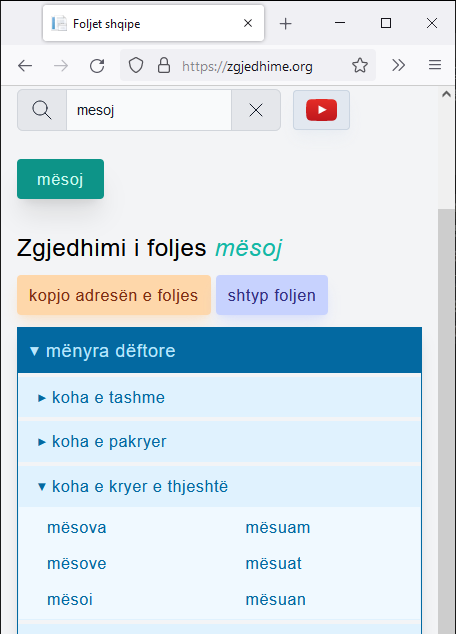 Foljet shqipe
https://zgjedhime.org
mesoj
mësoj
Zgjedhimi i foljes mësoj
kopjo adresën e foljes shtyp foljen
▾ mënyra dëftore
▸ koha e tashme
▸ koha e pakryer
▾ koha e kryer e thjeshtë
mësova mësuam
mësove mësuat
mësoi mësuan